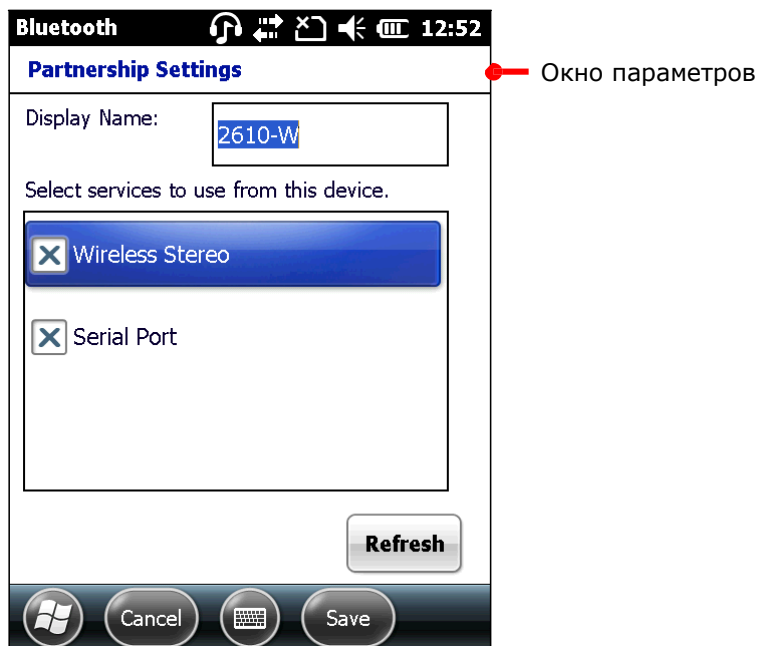 Bluetooth 12:52
Partnership Settings
Окно параметров
Display Name:
2610-W
Select services to use from this device.
Wireless Stereo
Serial Port
Refresh
Cancel Save